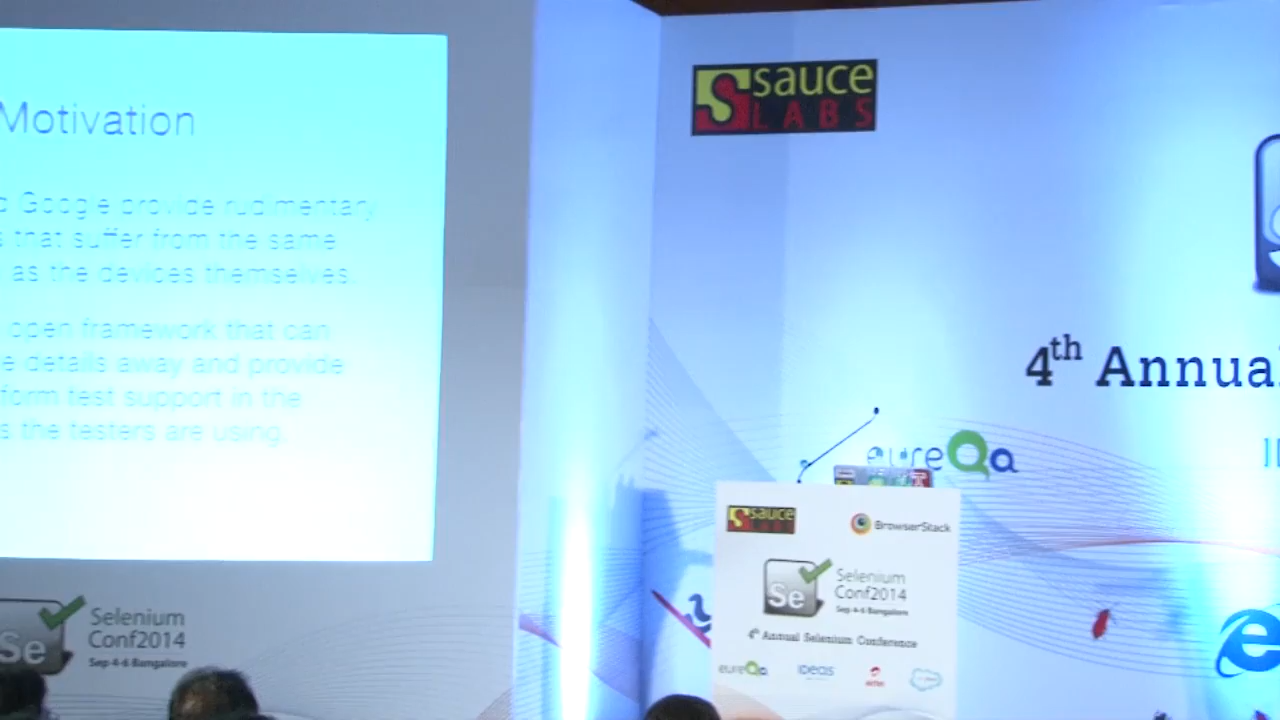 Motivation
Google provide rudimentary
that suffer from the same
as the devices themselves.
open framework that can
details away and provide
form test support in the
the testers are using.
Selenium
Conf2014
Sep 4-6 Bangalore
Se
sauce
LABS
4th Annual
eureQa
sauce
LABS
BrowserStack
Se
Selenium
Conf2014
Sep 4-6 Bangalore
4th Annual Selenium Conference
eureQa
IDEAS
airtel